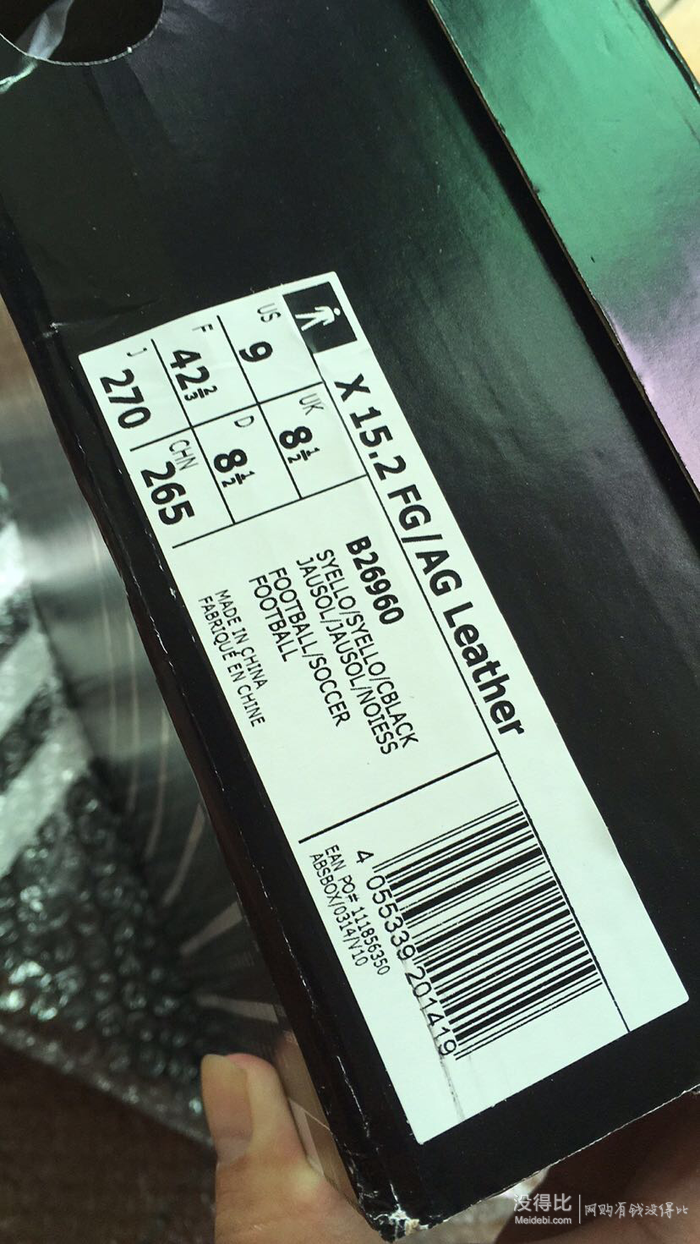 X 15.2 FG/AG Leather
US 9
UK 8½
F 42⅔
D 8½
J 270
CHN 265
B26960
SYELLO/SYELLO/CBLACK
JAUSOL/JAUSOL/NOIESS
FOOTBALL/SOCCER
FOOTBALL
MADE IN CHINA
FABRIQUÉ EN CHINE
4 055339 201419
EAN PO# 111856350
ABSBOX/0314/V10
没得比
Meidebi.com
网购有钱没得比